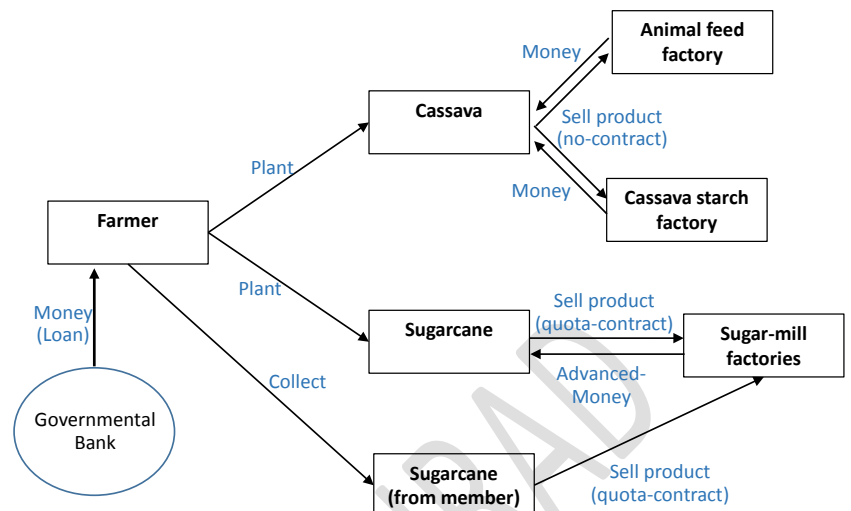 Animal feed
factory
Money
Cassava
Sell product
(no-contract)
Plant
Money
Cassava starch
factory
Farmer
Plant
Money
(Loan)
Sell product
(quota-contract)
Sugarcane
Sugar-mill
factories
Advanced-
Money
Collect
Governmental
Bank
Sugarcane
(from member)
Sell product
(quota-contract)